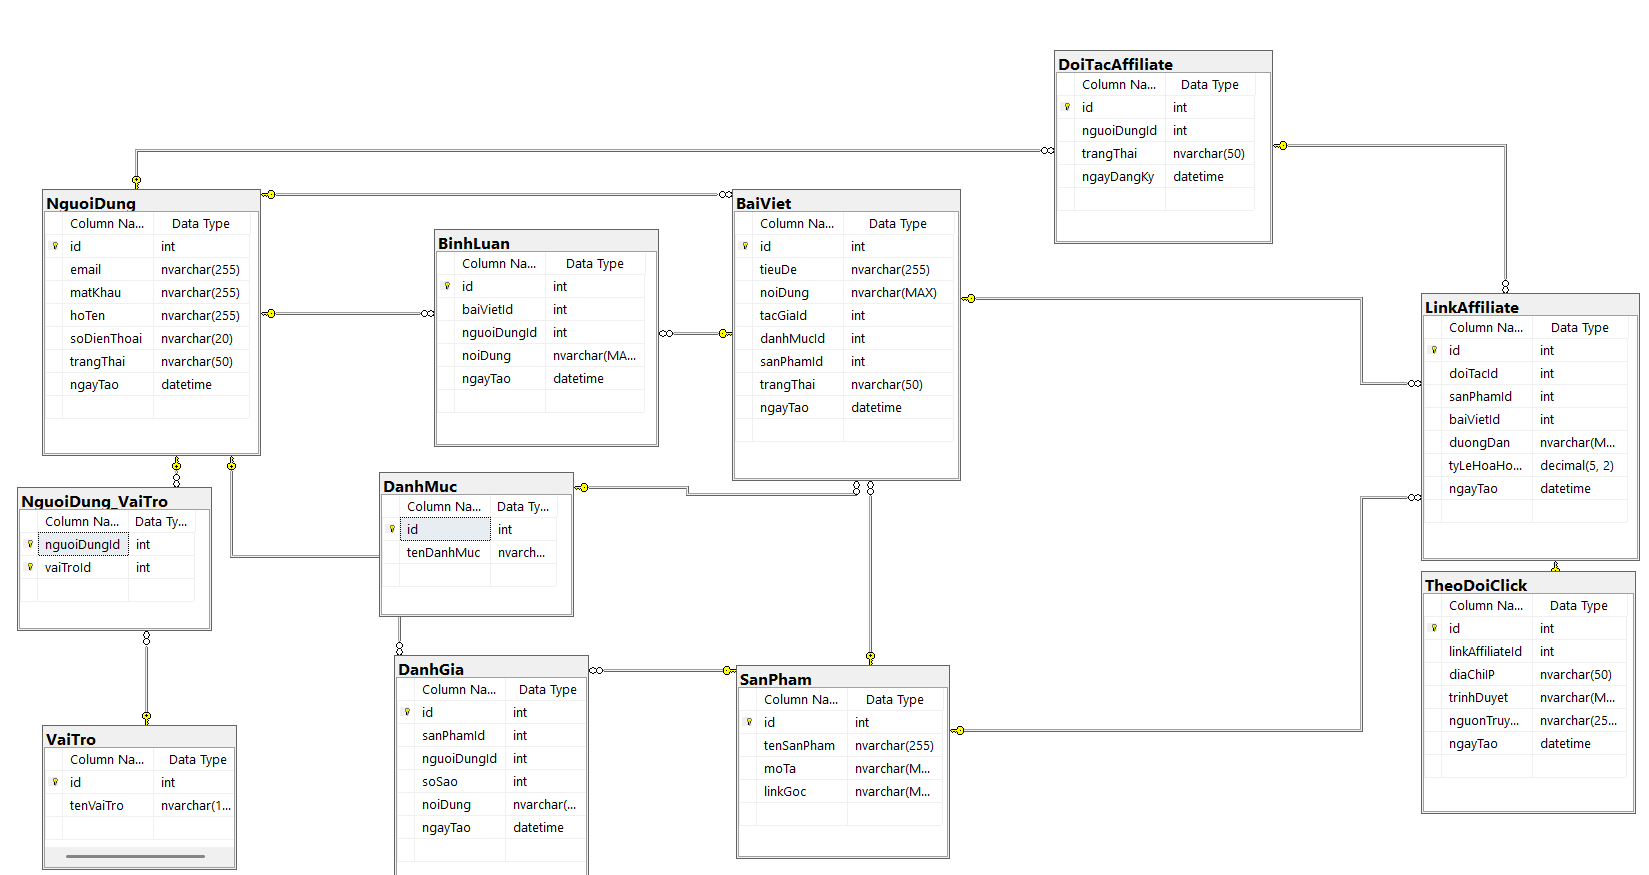 DoiTacAffiliate
Column Na... Data Type
id int
nguoiDungId int
trangThai nvarchar(50)
ngayDangKy datetime
NguoiDung
Column Na... Data Type
id int
email nvarchar(255)
matKhau nvarchar(255)
hoTen nvarchar(255)
soDienThoai nvarchar(20)
trangThai nvarchar(50)
ngayTao datetime
BinhLuan
Column Na... Data Type
id int
baiVietId int
nguoiDungId int
noiDung nvarchar(MA...
ngayTao datetime
BaiViet
Column Na... Data Type
id int
tieuDe nvarchar(255)
noiDung nvarchar(MAX)
tacGiaId int
danhMucId int
sanPhamId int
trangThai nvarchar(50)
ngayTao datetime
LinkAffiliate
Column Na... Data Type
id int
doiTacId int
sanPhamId int
baiVietId int
duongDan nvarchar(M...
tyLeHoaHo... decimal(5, 2)
ngayTao datetime
NguoiDung_VaiTro
Column Na... Data Ty...
nguoiDungId int
vaiTroId int
DanhMuc
Column Na... Data Ty...
id int
tenDanhMuc nvarch...
TheoDoiClick
Column Na... Data Type
id int
linkAffiliateId int
diaChiIP nvarchar(50)
trinhDuyet nvarchar(M...
nguonTruy... nvarchar(25...
ngayTao datetime
DanhGia
Column Na... Data Type
id int
sanPhamId int
nguoiDungId int
soSao int
noiDung nvarchar(...
ngayTao datetime
SanPham
Column Na... Data Type
id int
tenSanPham nvarchar(255)
moTa nvarchar(M...
linkGoc nvarchar(M...
VaiTro
Column Na... Data Type
id int
tenVaiTro nvarchar(1...